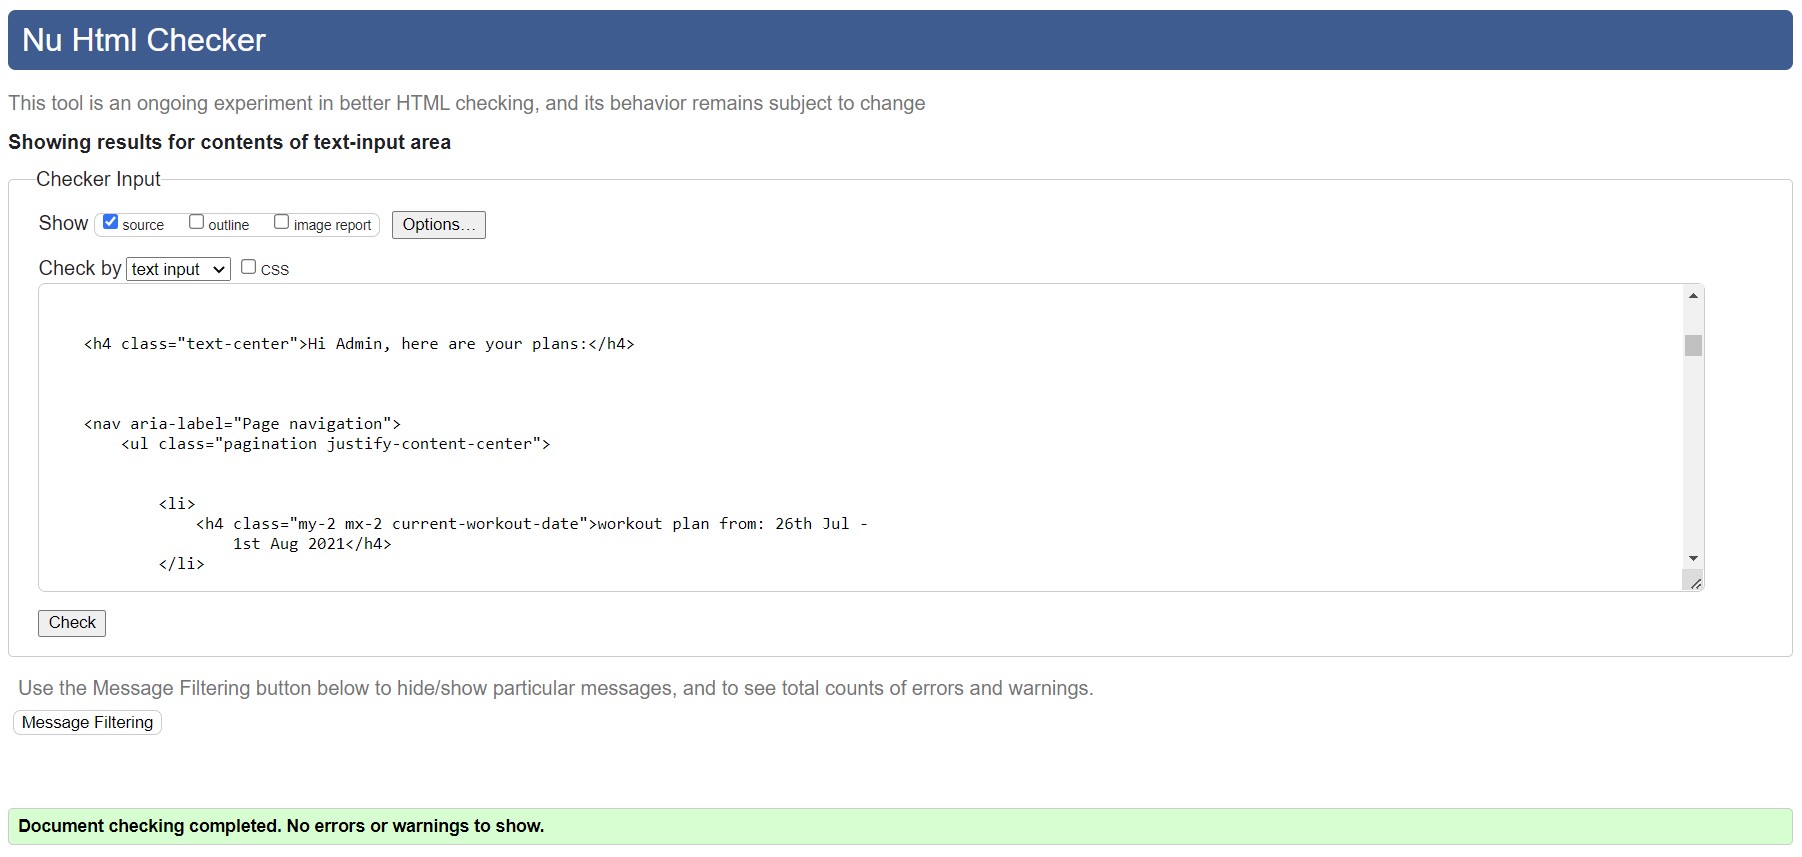 Nu Html Checker
This tool is an ongoing experiment in better HTML checking, and its behavior remains subject to change
Showing results for contents of text-input area
Checker Input
Show source outline image report Options...
Check by text input CSS
<h4 class="text-center">Hi Admin, here are your plans:</h4>
<nav aria-label="Page navigation">
<ul class="pagination justify-content-center">
<li>
<h4 class="my-2 mx-2 current-workout-date">workout plan from: 26th Jul -
1st Aug 2021</h4>
</li>
Check
Use the Message Filtering button below to hide/show particular messages, and to see total counts of errors and warnings.
Message Filtering
Document checking completed. No errors or warnings to show.